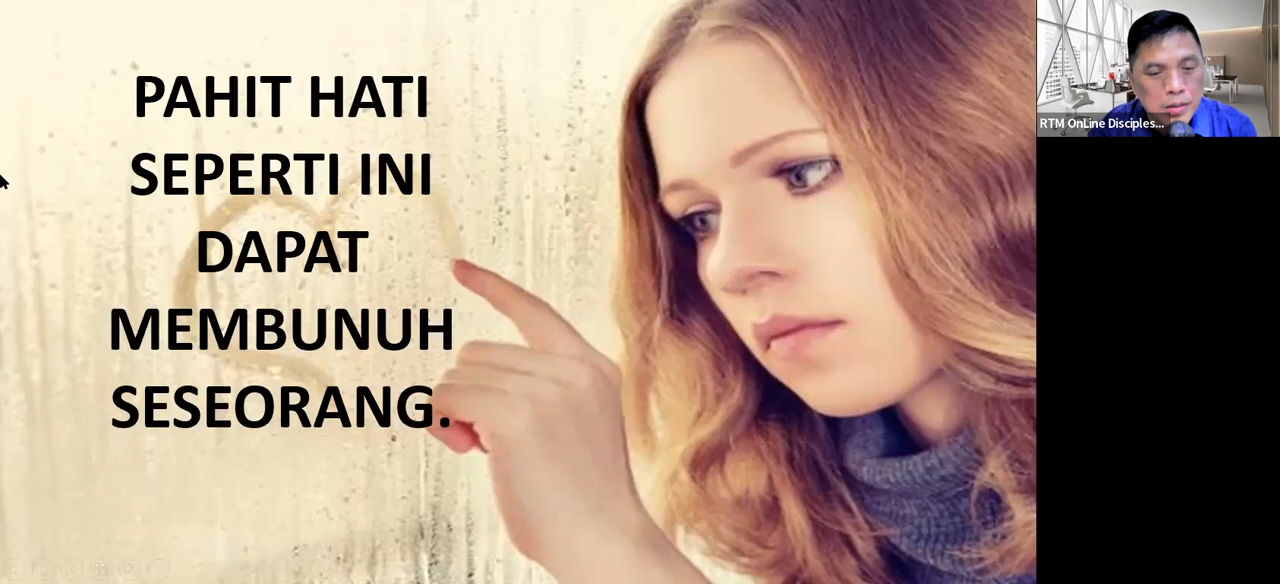 PAHIT HATI
SEPERTI INI
DAPAT
MEMBUNUH
SESEORANG.
RTM OnLine Disciples...